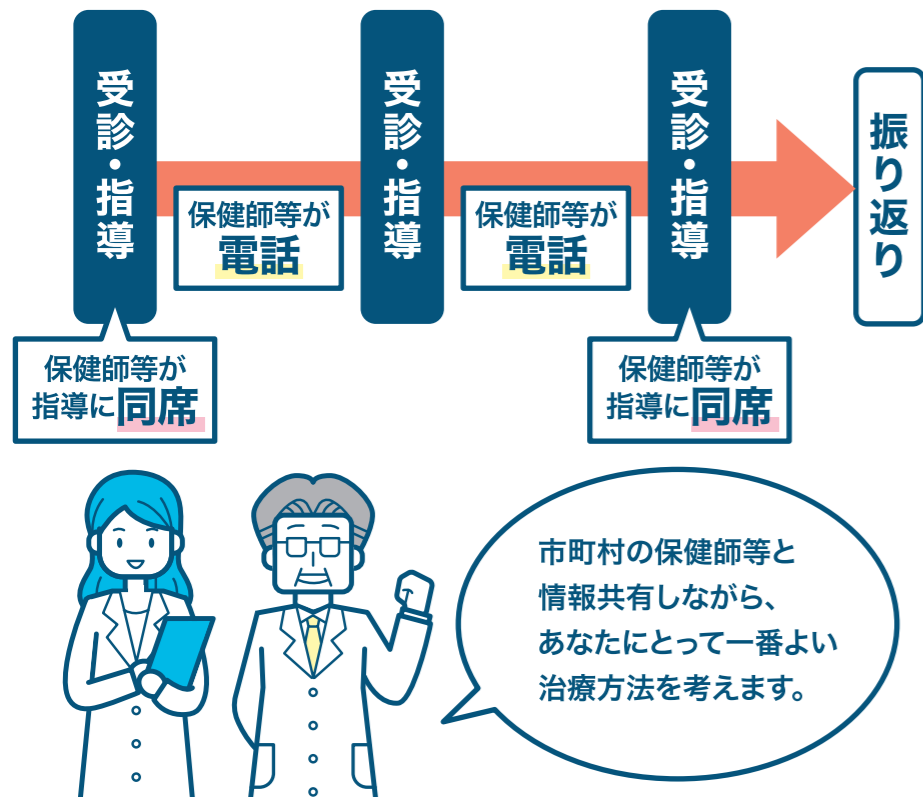 受診・指導
保健師等が
電話
受診・指導
保健師等が
電話
受診・指導
振り返り
保健師等が
指導に同席
保健師等が
指導に同席
市町村の保健師等と
情報共有しながら、
あなたにとって一番よい
治療方法を考えます。